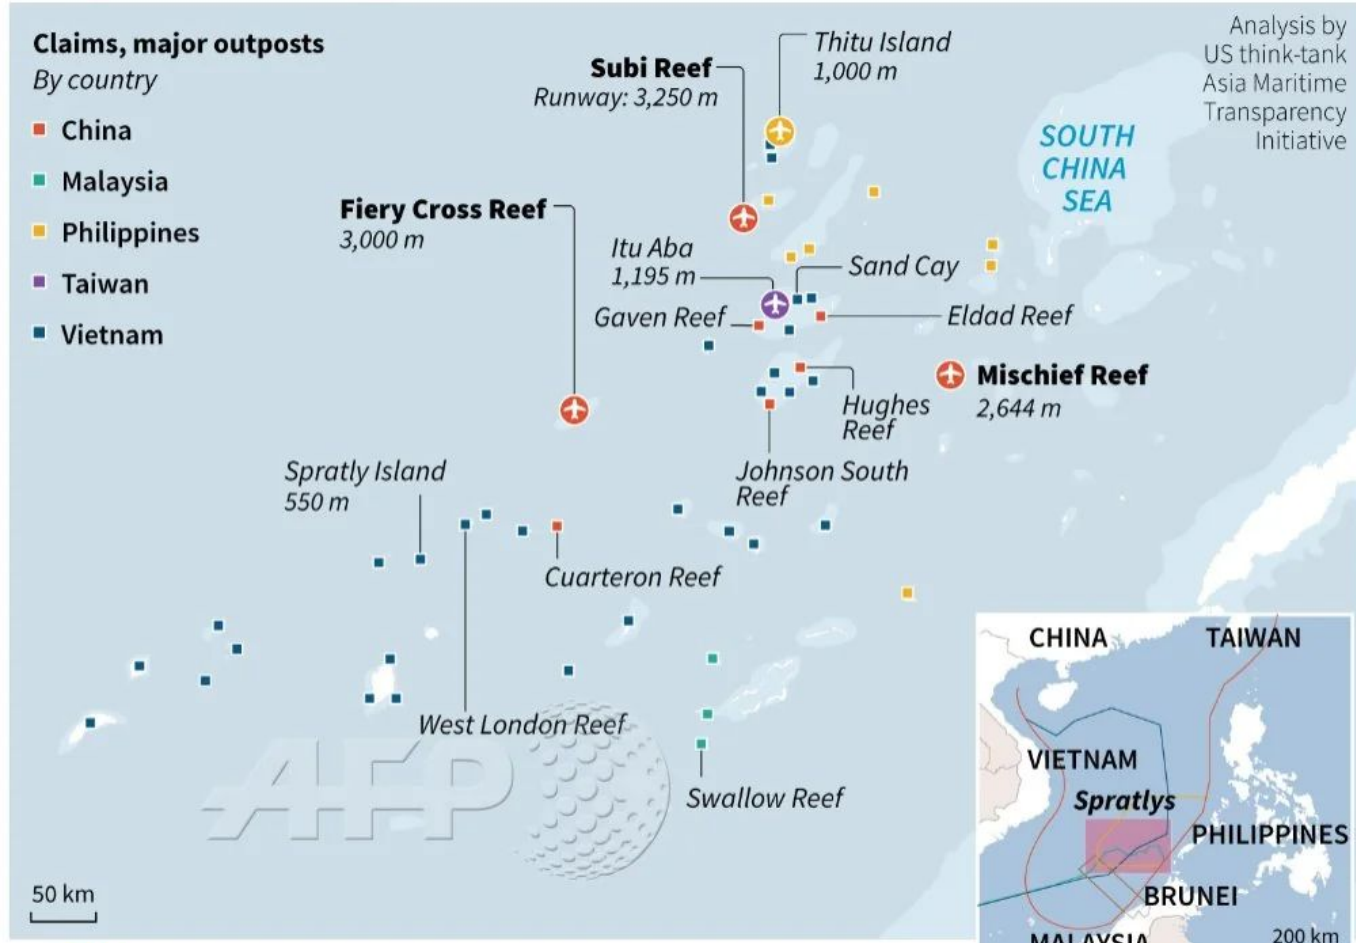 Claims, major outposts
By country
China
Malaysia
Philippines
Taiwan
Vietnam
Analysis by
US think-tank
Asia Maritime
Transparency
Initiative
Thitu Island
1,000 m
Subi Reef
Runway: 3,250 m
SOUTH
CHINA
SEA
Fiery Cross Reef
3,000 m
Itu Aba
1,195 m
Sand Cay
Gaven Reef
Eldad Reef
Mischief Reef
2,644 m
Hughes
Reef
Johnson South
Reef
Spratly Island
550 m
Cuarteron Reef
West London Reef
Swallow Reef
AFP
50 km
CHINA
TAIWAN
VIETNAM
Spratlys
PHILIPPINES
BRUNEI
MALAYSIA
200 km